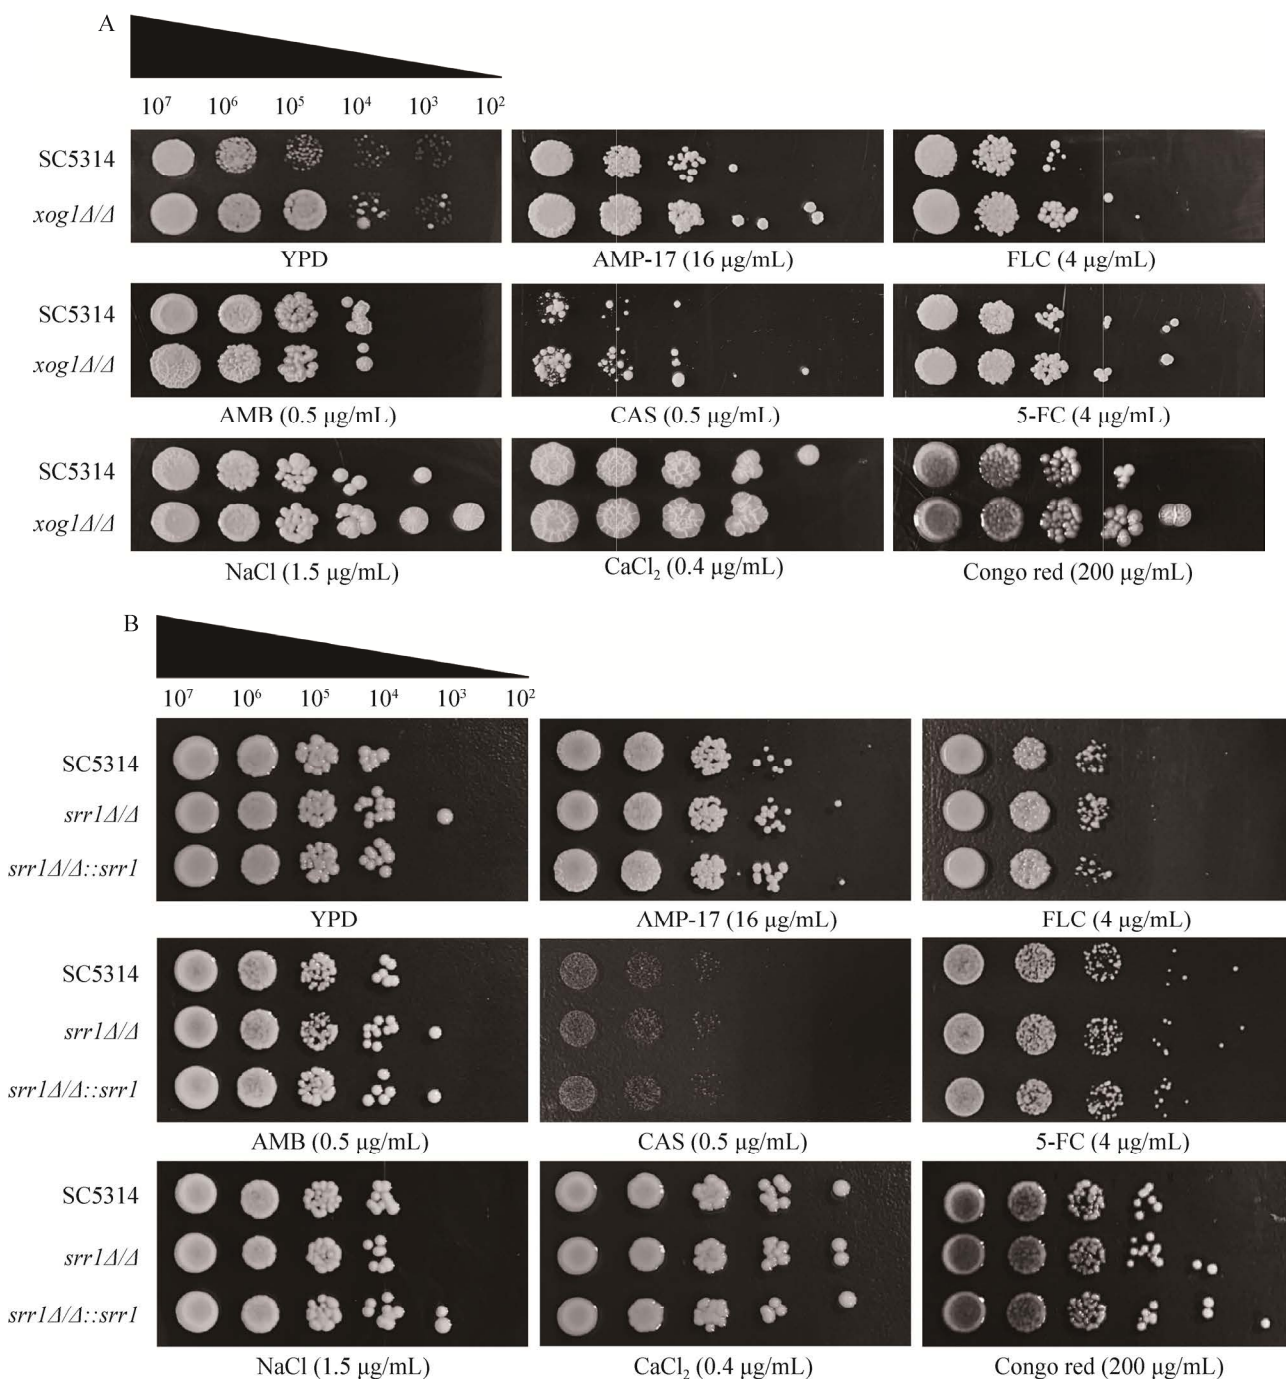 A
10⁷ 10⁶ 10⁵ 10⁴ 10³ 10²
SC5314
xog1Δ/Δ
YPD AMP-17 (16 μg/mL) FLC (4 μg/mL)
SC5314
xog1Δ/Δ
AMB (0.5 μg/mL) CAS (0.5 μg/mL) 5-FC (4 μg/mL)
SC5314
xog1Δ/Δ
NaCl (1.5 μg/mL) CaCl₂ (0.4 μg/mL) Congo red (200 μg/mL)
B
10⁷ 10⁶ 10⁵ 10⁴ 10³ 10²
SC5314
srr1Δ/Δ
srr1Δ/Δ::srr1
YPD AMP-17 (16 μg/mL) FLC (4 μg/mL)
SC5314
srr1Δ/Δ
srr1Δ/Δ::srr1
AMB (0.5 μg/mL) CAS (0.5 μg/mL) 5-FC (4 μg/mL)
SC5314
srr1Δ/Δ
srr1Δ/Δ::srr1
NaCl (1.5 μg/mL) CaCl₂ (0.4 μg/mL) Congo red (200 μg/mL)